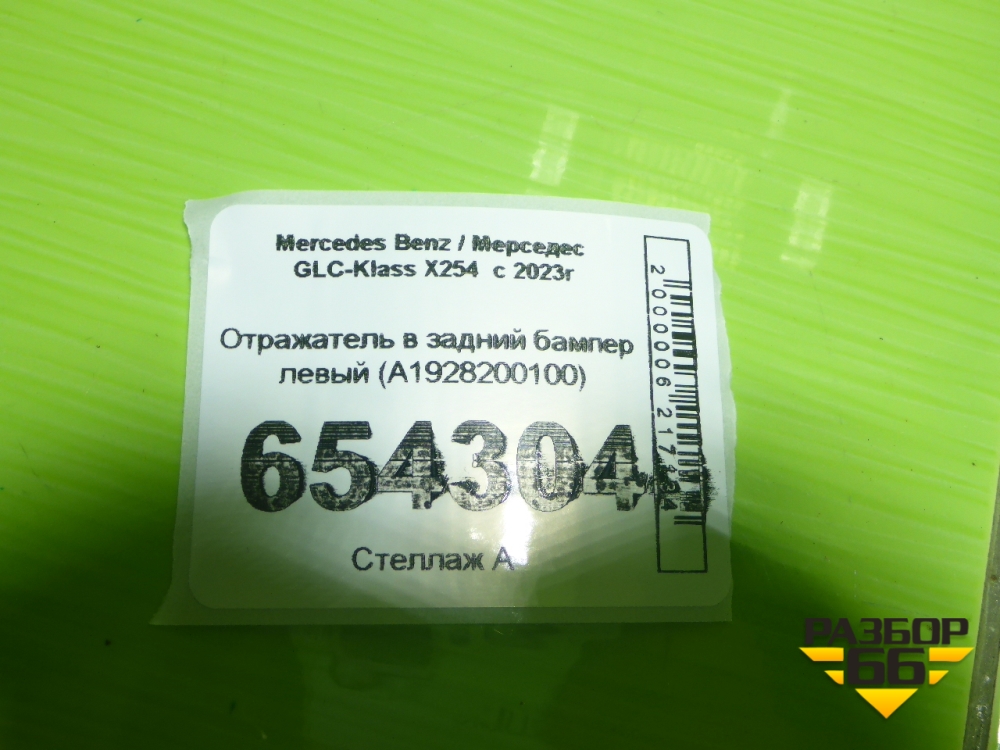 Mercedes Benz / Мерседес
GLC-Klass X254 с 2023г
Отражатель в задний бампер
левый (A1928200100)
654304
Стеллаж А
РАЗБОР
66